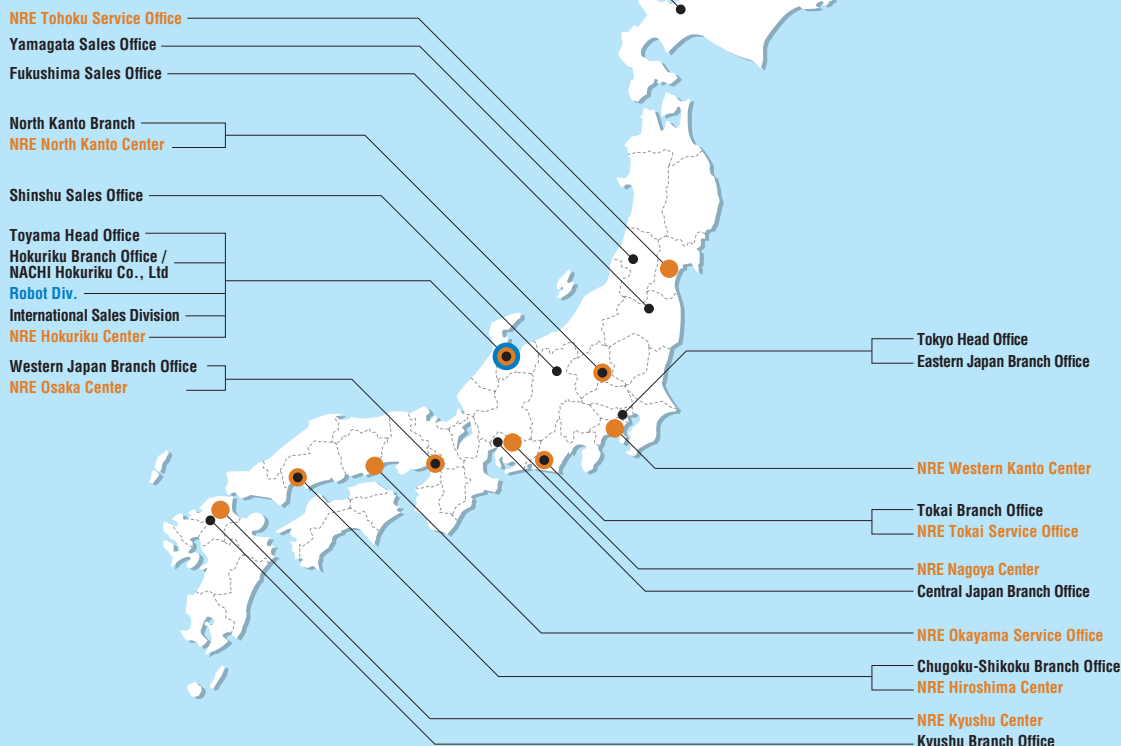 NRE Tohoku Service Office
Yamagata Sales Office
Fukushima Sales Office
North Kanto Branch
NRE North Kanto Center
Shinshu Sales Office
Toyama Head Office
Hokuriku Branch Office /
NACHI Hokuriku Co., Ltd
Robot Div.
International Sales Division
NRE Hokuriku Center
Western Japan Branch Office
NRE Osaka Center
Tokyo Head Office
Eastern Japan Branch Office
NRE Western Kanto Center
Tokai Branch Office
NRE Tokai Service Office
NRE Nagoya Center
Central Japan Branch Office
NRE Okayama Service Office
Chugoku-Shikoku Branch Office
NRE Hiroshima Center
NRE Kyushu Center
Kyushu Branch Office